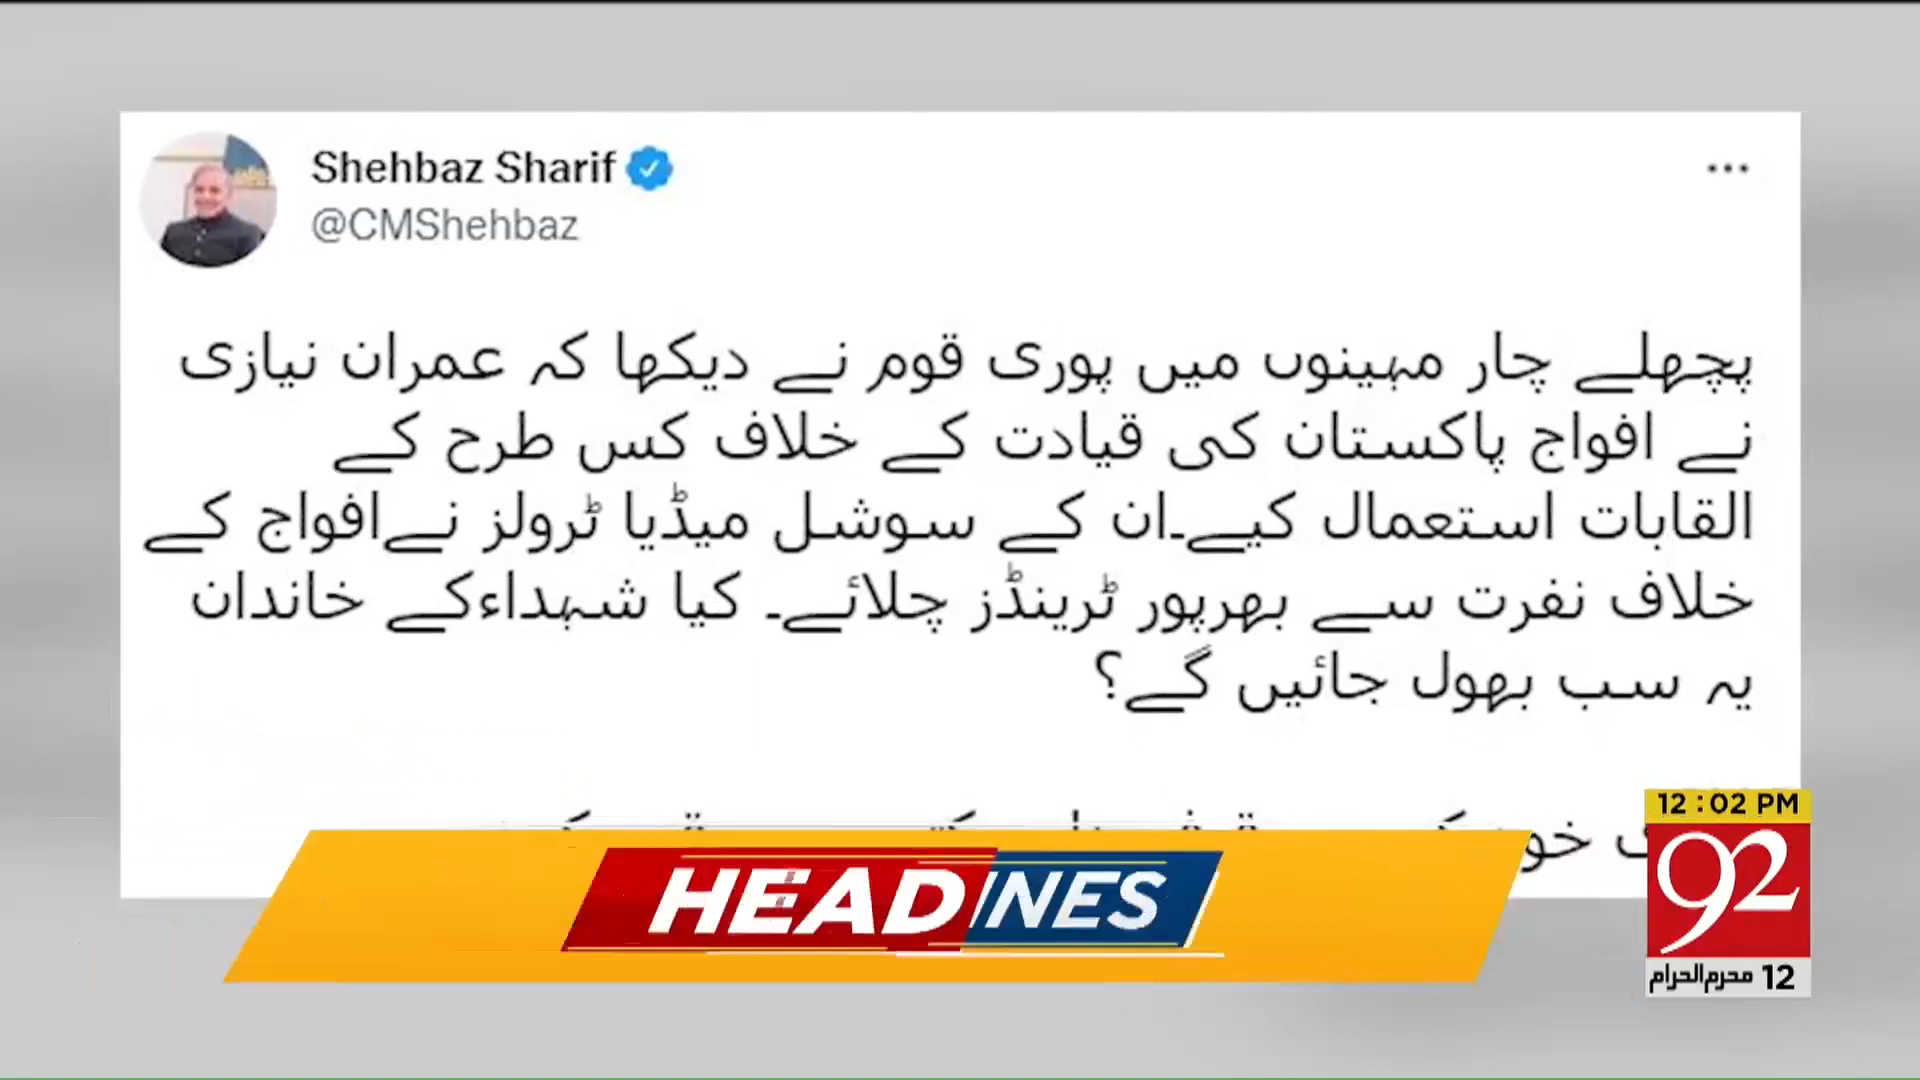 Shehbaz Sharif
@CMShehbaz
پچھلے چار مہینوں میں پوری قوم نے دیکھا کہ عمران نیازی
نے افواج پاکستان کی قیادت کے خلاف کس طرح کے
القابات استعمال کیے۔ان کے سوشل میڈیا ٹرولز نےافواج کے
خلاف نفرت سے بھرپور ٹرینڈز چلائے۔ کیا شہداءکے خاندان
یہ سب بھول جائیں گے؟
12:02 PM
92
12 محرم الحرام